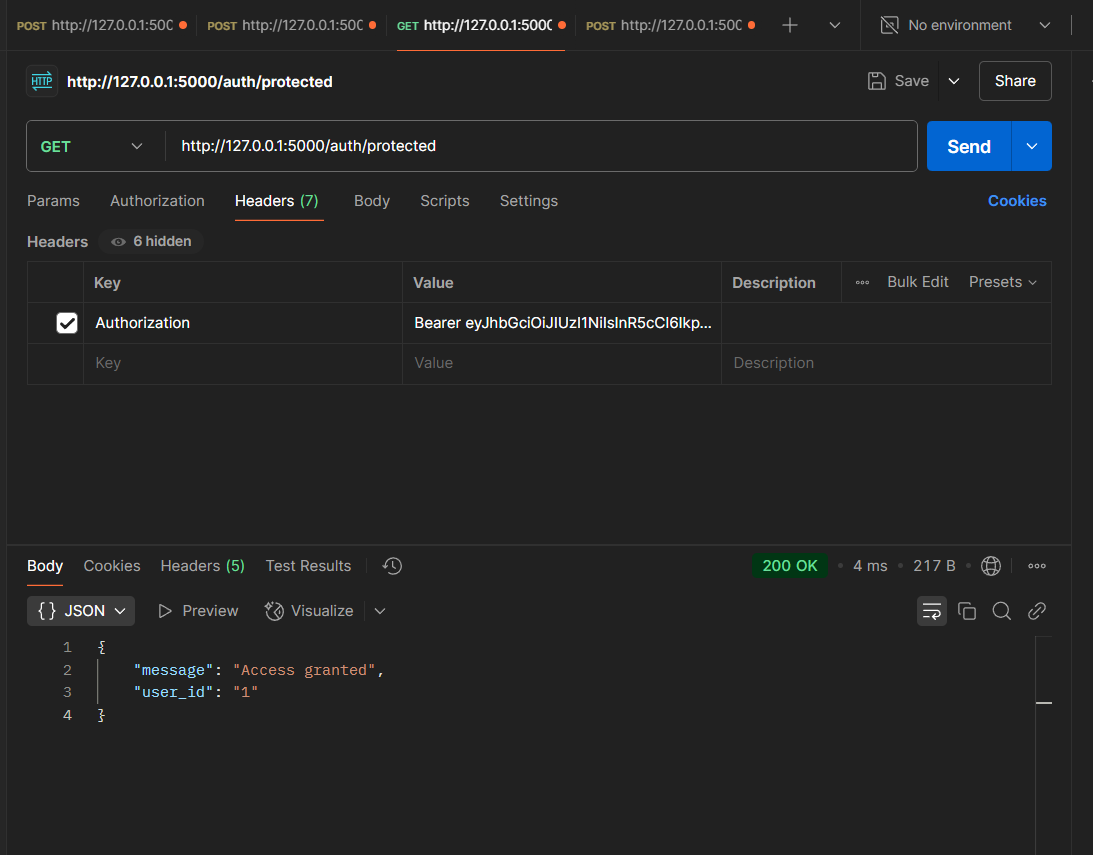 POST http://127.0.0.1:500 POST http://127.0.0.1:500 GET http://127.0.0.1:5000 POST http://127.0.0.1:500 No environment
HTTP http://127.0.0.1:5000/auth/protected Save Share
GET http://127.0.0.1:5000/auth/protected Send
Params Authorization Headers (7) Body Scripts Settings Cookies
Headers 6 hidden
Key Value Description Bulk Edit Presets
Authorization Bearer eyJhbGciOiJIUzI1NiIsInR5cCI6Ikp...
Key Value Description
Body Cookies Headers (5) Test Results 200 OK 4 ms 217 B
{} JSON Preview Visualize
1 {
2 "message": "Access granted",
3 "user_id": "1"
4 }